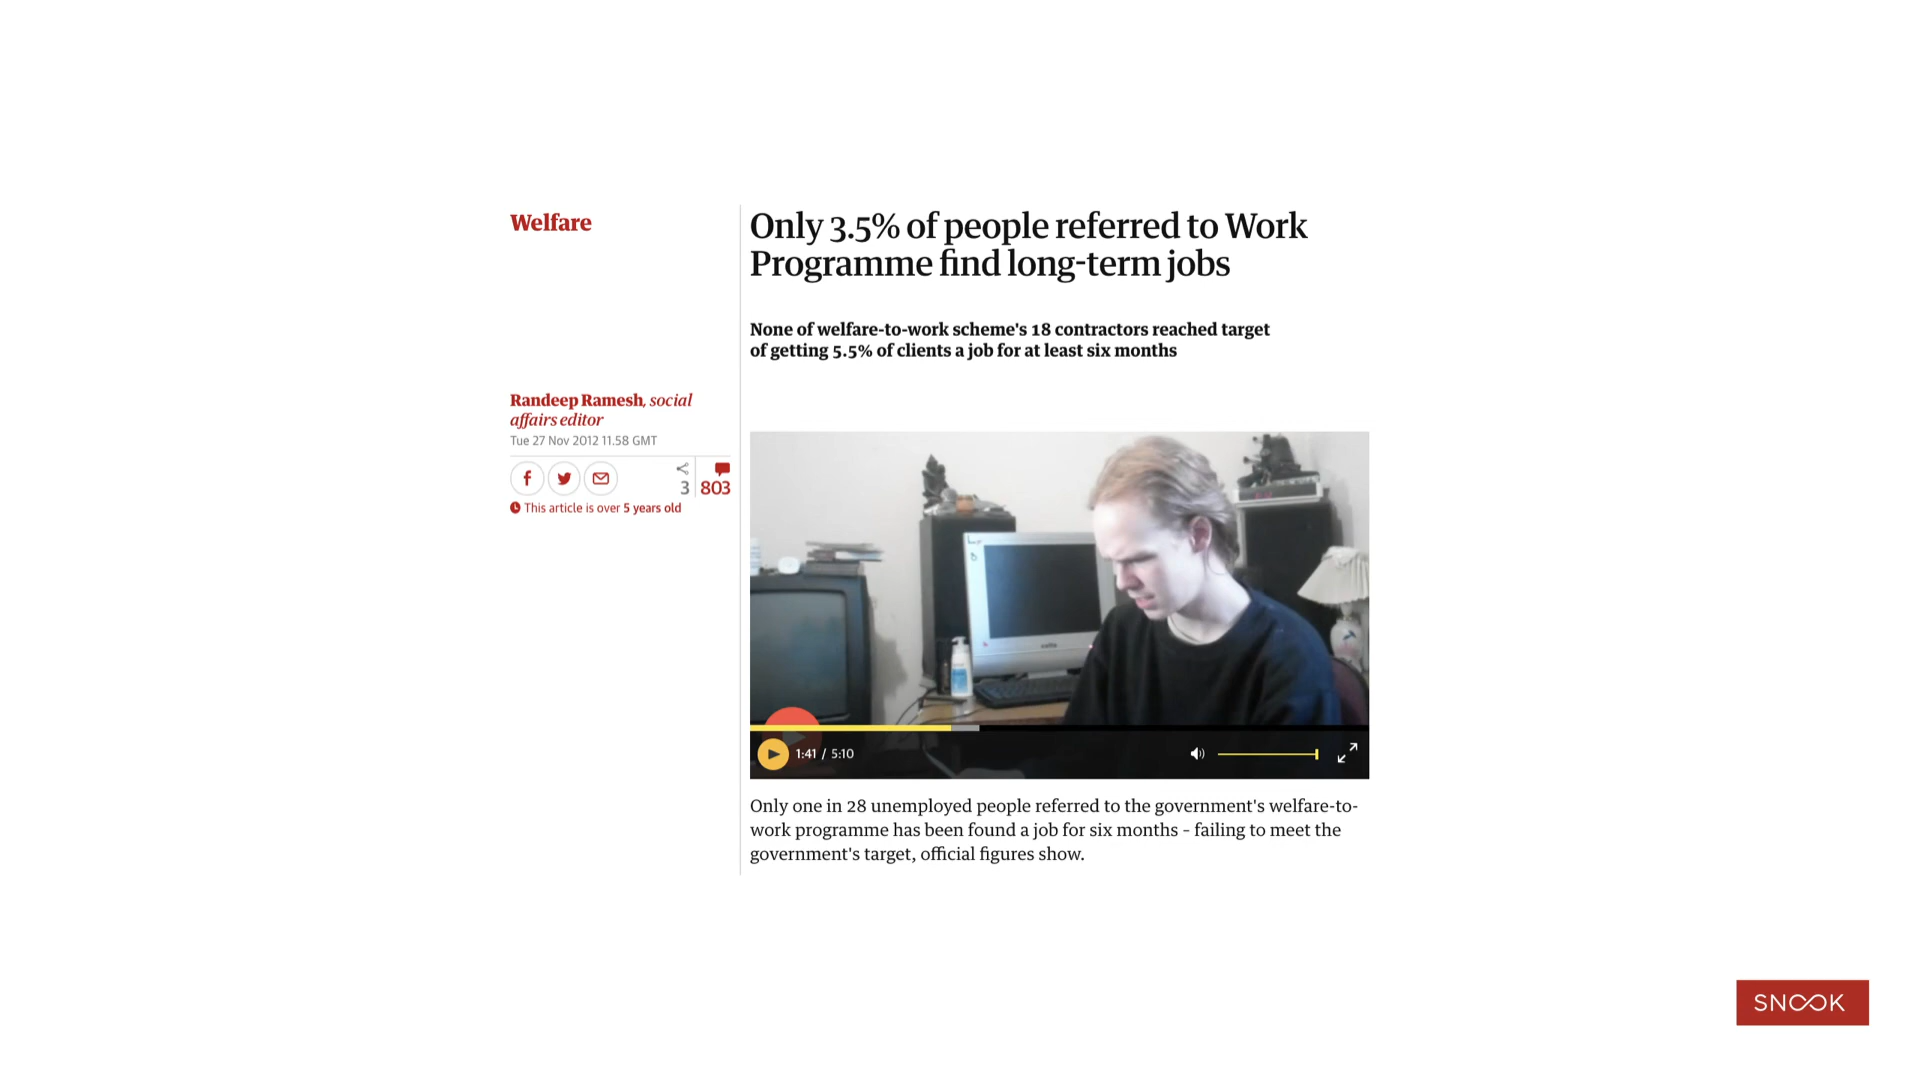 Welfare
Only 3.5% of people referred to Work
Programme find long-term jobs
None of welfare-to-work scheme's 18 contractors reached target
of getting 5.5% of clients a job for at least six months
Randeep Ramesh, social
affairs editor
Tue 27 Nov 2012 11.58 GMT
3
803
This article is over 5 years old
1:41 / 5:10
Only one in 28 unemployed people referred to the government's welfare-to-
work programme has been found a job for six months - failing to meet the
government's target, official figures show.
SNOOK